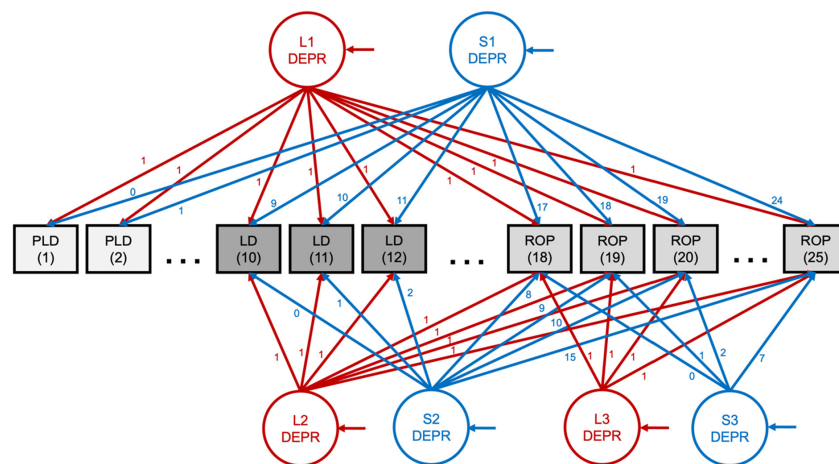 L1
DEPR
S1
DEPR
1
1
1
1
1
1
1
1
1
0
1
9
10
11
17
18
19
24
PLD
(1)
PLD
(2)
...
LD
(10)
LD
(11)
LD
(12)
...
ROP
(18)
ROP
(19)
ROP
(20)
...
ROP
(25)
0
1
2
8
9
10
15
1
1
1
1
1
1
1
1
1
1
1
0
1
2
7
L2
DEPR
S2
DEPR
L3
DEPR
S3
DEPR